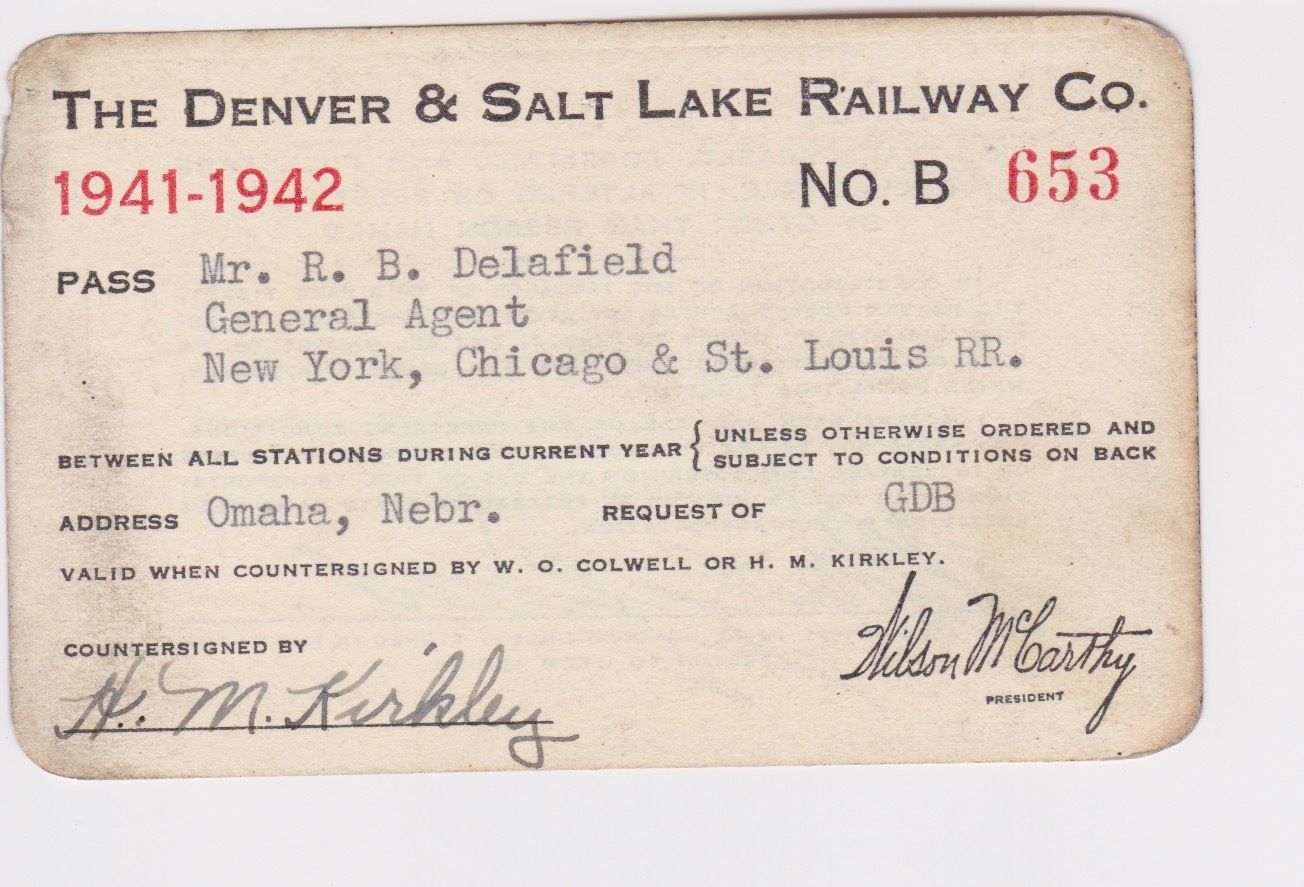 THE DENVER & SALT LAKE RAILWAY CO.
1941-1942 NO. B 653
PASS Mr. R. B. Delafield
General Agent
New York, Chicago & St. Louis RR.
BETWEEN ALL STATIONS DURING CURRENT YEAR { UNLESS OTHERWISE ORDERED AND
SUBJECT TO CONDITIONS ON BACK
ADDRESS Omaha, Nebr. REQUEST OF GDB
VALID WHEN COUNTERSIGNED BY W. O. COLWELL OR H. M. KIRKLEY.
COUNTERSIGNED BY
H. M. Kirkley
Wilson McCarthy
PRESIDENT